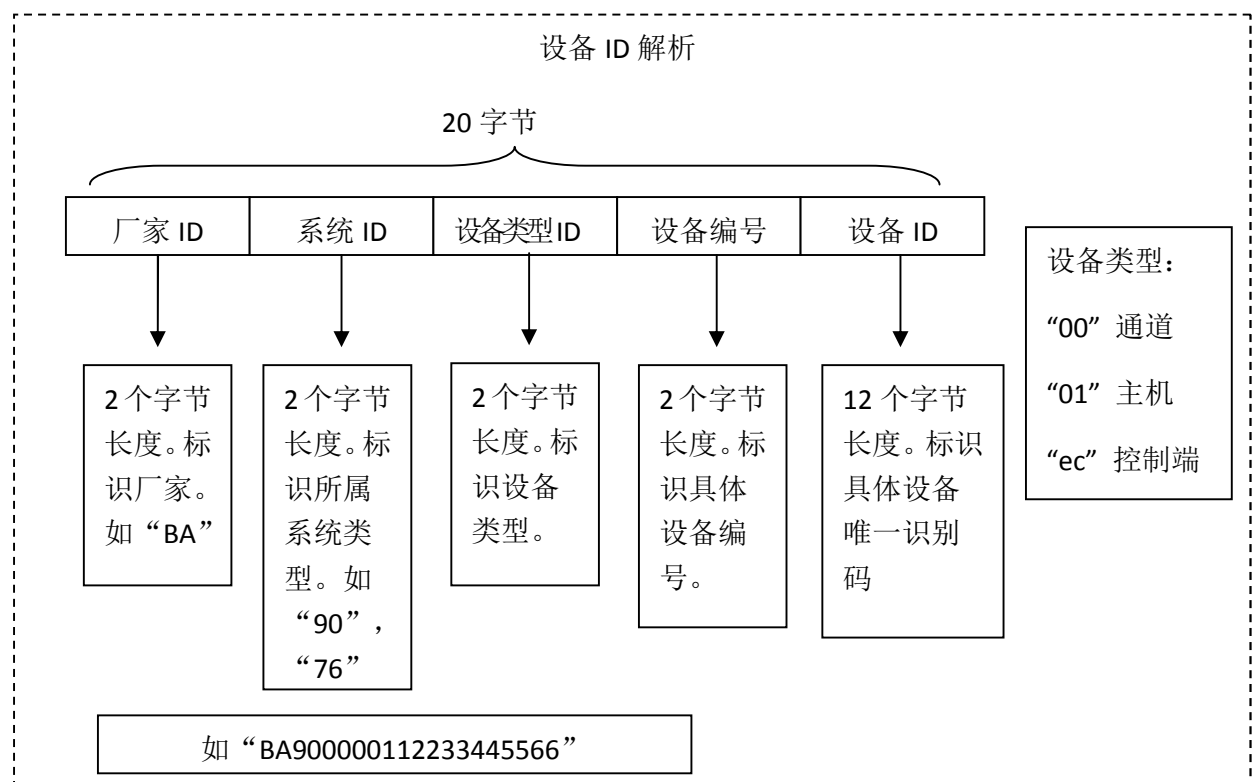 设备 ID 解析
20 字节
厂家 ID
系统 ID
设备类型 ID
设备编号
设备 ID
2 个字节
长度。标
识厂家。
如“BA”
2 个字节
长度。标
识所属
系统类
型。如
“90”，
“76”
2 个字节
长度。标
识设备
类型。
2 个字节
长度。标
识具体
设备编
号。
12 个字节
长度。标识
具体设备
唯一识别
码
设备类型：
“00” 通道
“01” 主机
“ec” 控制端
如“BA900000112233445566”